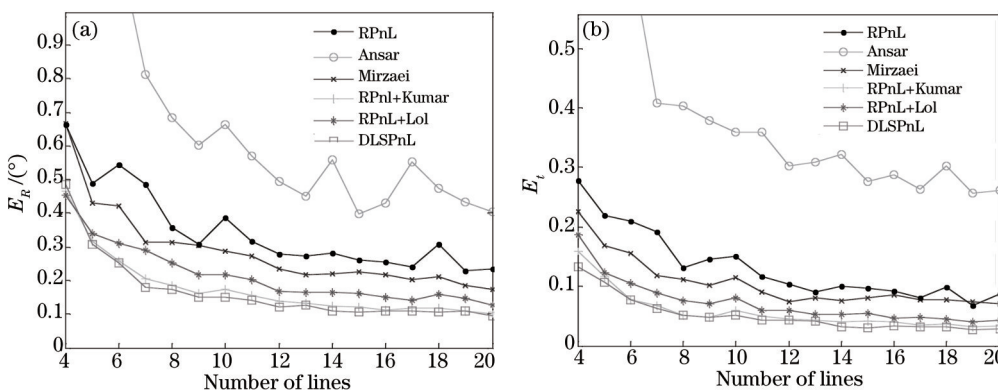 (a)
RPnL
Ansar
Mirzaei
RPnl+Kumar
RPnL+Lol
DLSPnL
0.9
0.8
0.7
0.6
0.5
0.4
0.3
0.2
0.1
0
E_R/(°)
4 6 8 10 12 14 16 18 20
Number of lines
(b)
RPnL
Ansar
Mirzaei
RPnL+Kumar
RPnL+Lol
DLSPnL
0.5
0.4
0.3
0.2
0.1
0
E_t
4 6 8 10 12 14 16 18 20
Number of lines